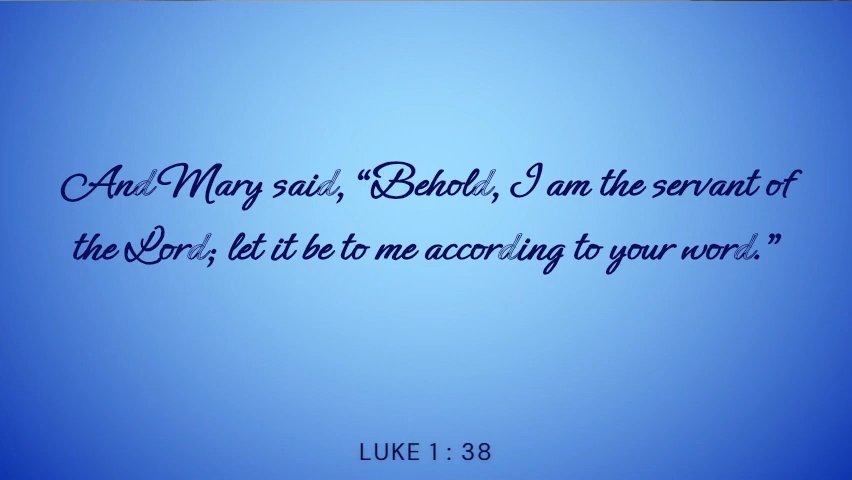 And Mary said, “Behold, I am the servant of
the Lord; let it be to me according to your word.”
LUKE 1 : 38